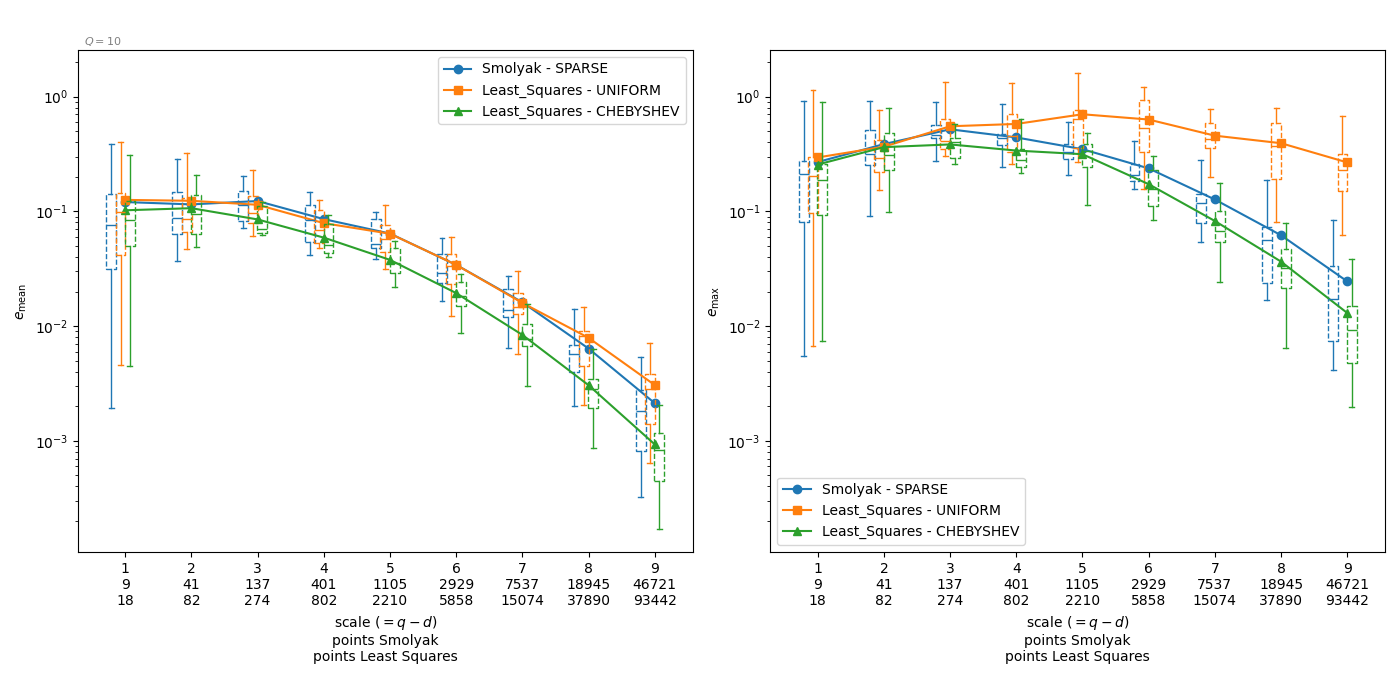 Q = 10
10⁰
10⁻¹
10⁻²
10⁻³
e_mean
Smolyak - SPARSE
Least_Squares - UNIFORM
Least_Squares - CHEBYSHEV
1 2 3 4 5 6 7 8 9
9 41 137 401 1105 2929 7537 18945 46721
18 82 274 802 2210 5858 15074 37890 93442
scale (= q − d)
points Smolyak
points Least Squares
10⁰
10⁻¹
10⁻²
10⁻³
e_max
Smolyak - SPARSE
Least_Squares - UNIFORM
Least_Squares - CHEBYSHEV
1 2 3 4 5 6 7 8 9
9 41 137 401 1105 2929 7537 18945 46721
18 82 274 802 2210 5858 15074 37890 93442
scale (= q − d)
points Smolyak
points Least Squares